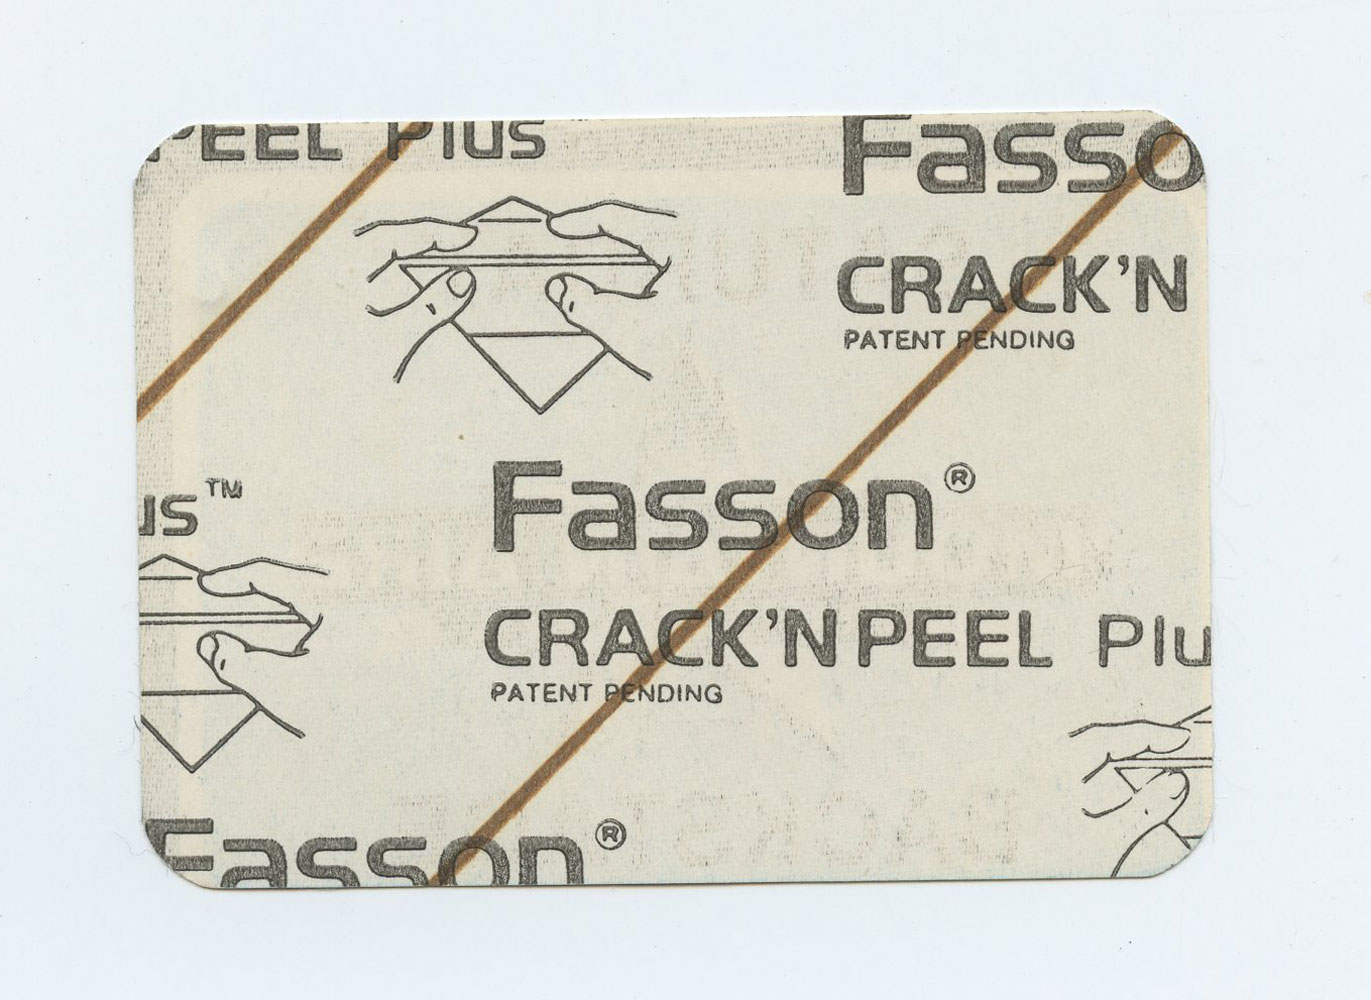 PEEL Plus
Fasso
CRACK'N
PATENT PENDING
us™
Fasson®
CRACK'N PEEL Plu
PATENT PENDING
Fasson®